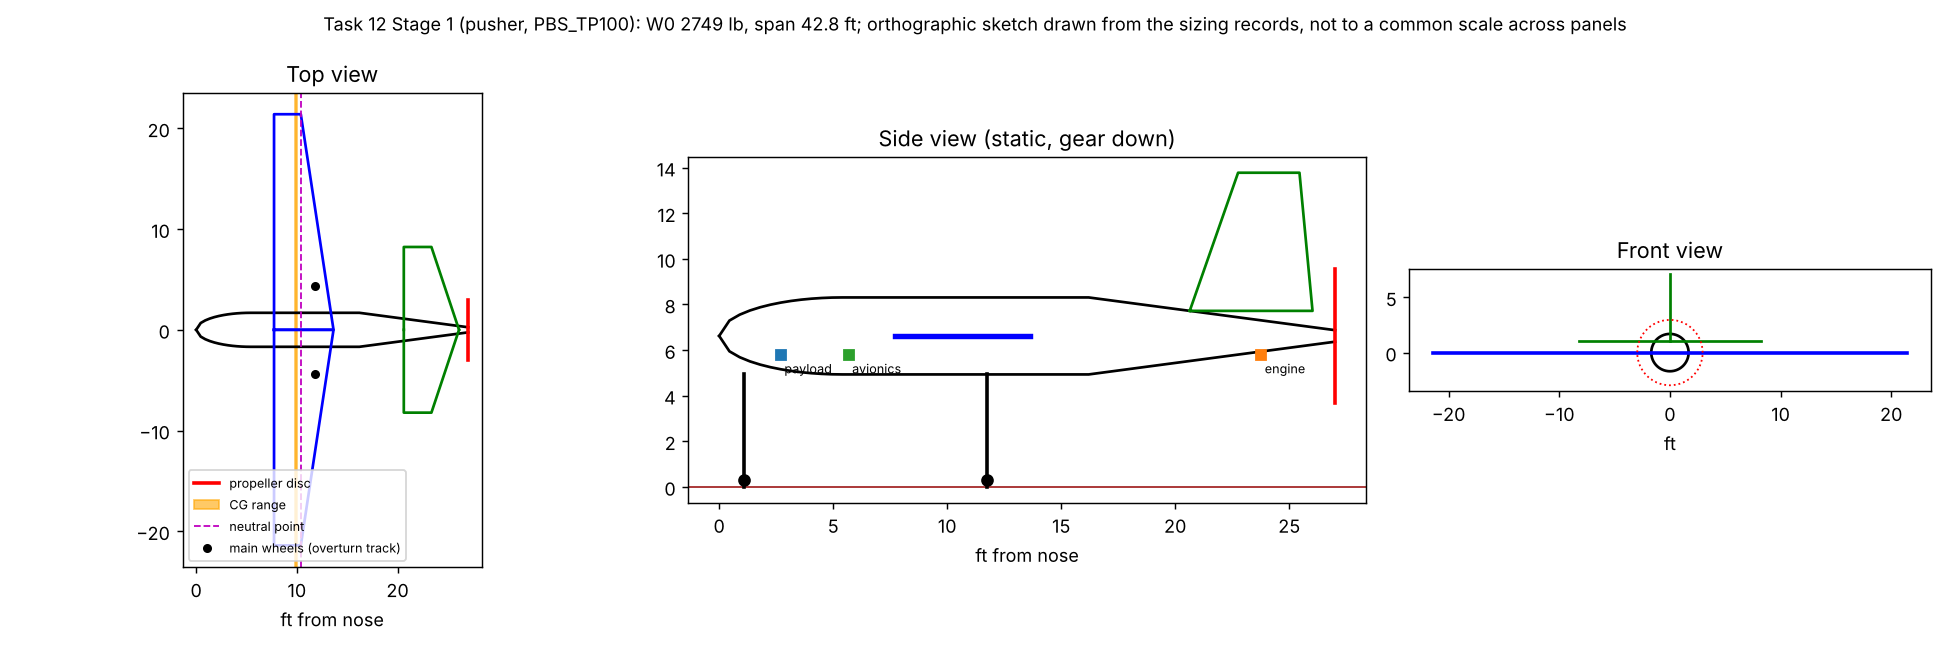 Task 12 Stage 1 (pusher, PBS_TP100): W0 2749 lb, span 42.8 ft; orthographic sketch drawn from the sizing records, not to a common scale across panels
Top view
20
10
0
−10
−20
propeller disc
CG range
neutral point
main wheels (overturn track)
0 10 20
ft from nose
Side view (static, gear down)
14
12
10
8
6
4
2
0
payload avionics engine
0 5 10 15 20 25
ft from nose
Front view
5
0
−20 −10 0 10 20
ft